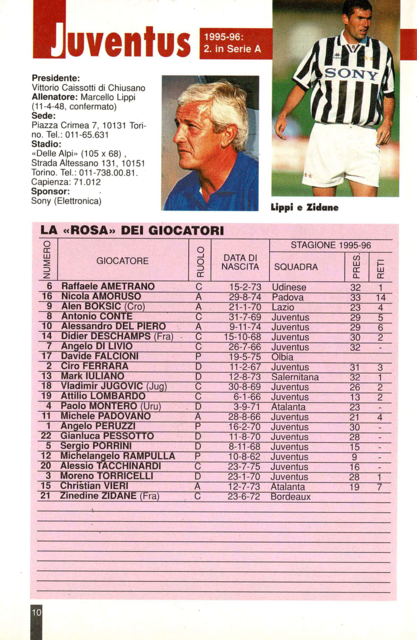 Juventus
1995-96:
2. in Serie A
Presidente:
Vittorio Caissotti di Chiusano
Allenatore: Marcello Lippi
(11-4-48, confermato)
Sede:
Piazza Crimea 7, 10131 Tori-
no. Tel.: 011-65.631
Stadio:
«Delle Alpi» (105 x 68) ,
Strada Altessano 131, 10151
Torino. Tel.: 011-738.00.81.
Capienza: 71.012
Sponsor:
Sony (Elettronica)
SONY
Lippi e Zidane
LA «ROSA» DEI GIOCATORI
NUMERO GIOCATORE RUOLO DATA DI NASCITA STAGIONE 1995-96 SQUADRA PRES. RETI
6 Raffaele AMETRANO C 15-2-73 Udinese 32 1
16 Nicola AMORUSO A 29-8-74 Padova 33 14
9 Alen BOKSIC (Cro) A 21-1-70 Lazio 23 4
8 Antonio CONTE C 31-7-69 Juventus 29 5
10 Alessandro DEL PIERO A 9-11-74 Juventus 29 6
14 Didier DESCHAMPS (Fra) C 15-10-68 Juventus 30 2
7 Angelo DI LIVIO C 26-7-66 Juventus 32 -
17 Davide FALCIONI P 19-5-75 Olbia
2 Ciro FERRARA D 11-2-67 Juventus 31 3
13 Mark IULIANO D 12-8-73 Salernitana 32 1
18 Vladimir JUGOVIC (Jug) C 30-8-69 Juventus 26 2
19 Attilio LOMBARDO C 6-1-66 Juventus 13 2
4 Paolo MONTERO (Uru) D 3-9-71 Atalanta 23 -
11 Michele PADOVANO A 28-8-66 Juventus 21 4
1 Angelo PERUZZI P 16-2-70 Juventus 30 -
22 Gianluca PESSOTTO D 11-8-70 Juventus 28 -
5 Sergio PORRINI D 8-11-68 Juventus 15 -
12 Michelangelo RAMPULLA P 10-8-62 Juventus 9 -
20 Alessio TACCHINARDI C 23-7-75 Juventus 16 -
3 Moreno TORRICELLI D 23-1-70 Juventus 28 1
15 Christian VIERI A 12-7-73 Atalanta 19 7
21 Zinedine ZIDANE (Fra) C 23-6-72 Bordeaux
10